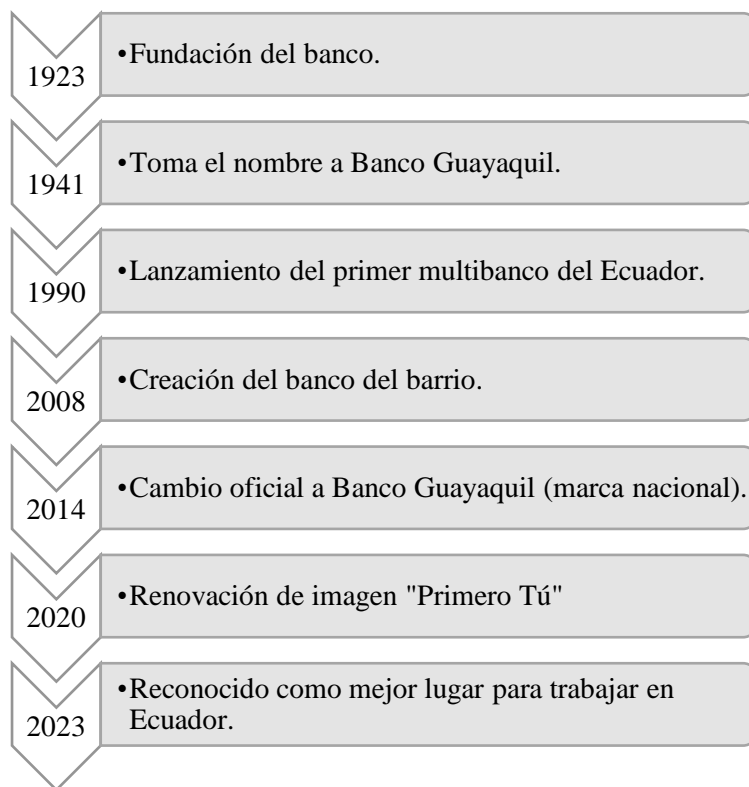 1923
•Fundación del banco.
1941
•Toma el nombre a Banco Guayaquil.
1990
•Lanzamiento del primer multibanco del Ecuador.
2008
•Creación del banco del barrio.
2014
•Cambio oficial a Banco Guayaquil (marca nacional).
2020
•Renovación de imagen "Primero Tú"
2023
•Reconocido como mejor lugar para trabajar en
Ecuador.